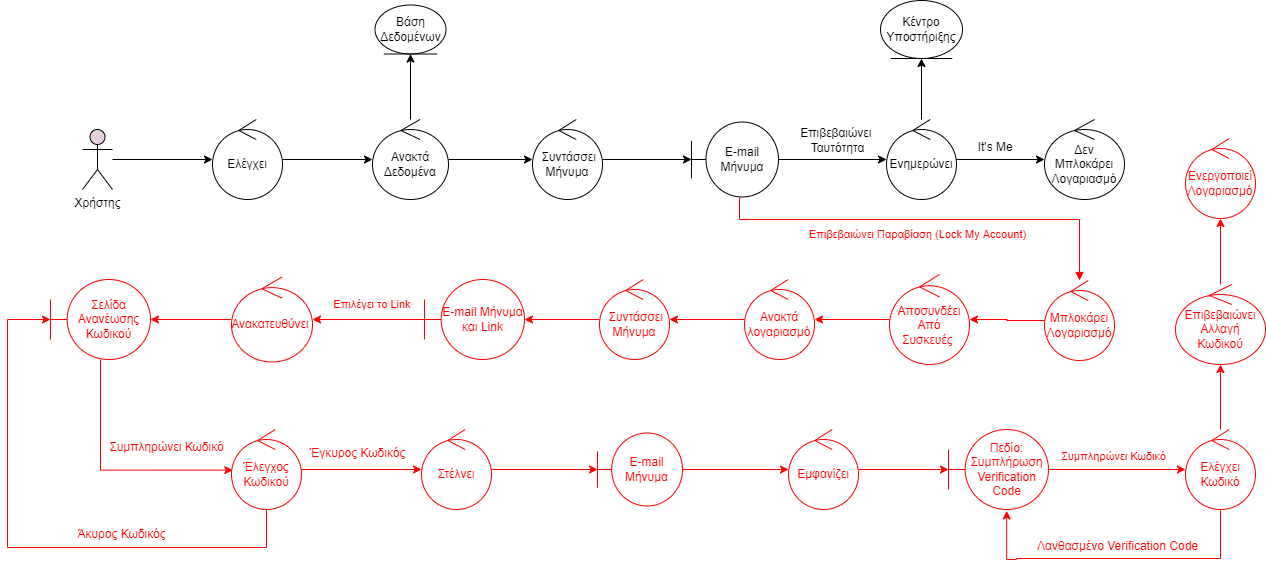 Βάση
Δεδομένων
Κέντρο
Υποστήριξης
Χρήστης
Ελέγχει
Ανακτά
Δεδομένα
Συντάσσει
Μήνυμα
E-mail
Μήνυμα
Επιβεβαιώνει
Ταυτότητα
Ενημερώνει
It's Me
Δεν
Μπλοκάρει
Λογαριασμό
Ενεργοποιεί
Λογαριασμό
Επιβεβαιώνει Παραβίαση (Lock My Account)
Σελίδα
Ανανέωσης
Κωδικού
Ανακατευθύνει
Επιλέγει το Link
E-mail Μήνυμα
και Link
Συντάσσει
Μήνυμα
Ανακτά
λογαριασμό
Αποσυνδέει
Από
Συσκευές
Μπλοκάρει
Λογαριασμό
Επιβεβαιώνει
Αλλαγή
Κωδικού
Συμπληρώνει Κωδικό
Έλεγχος
Κωδικού
Έγκυρος Κωδικός
Στέλνει
E-mail
Μήνυμα
Εμφανίζει
Πεδίο:
Συμπλήρωση
Verification
Code
Συμπληρώνει Κωδικό
Ελέγχει
Κωδικό
Άκυρος Κωδικός
Λανθασμένο Verification Code